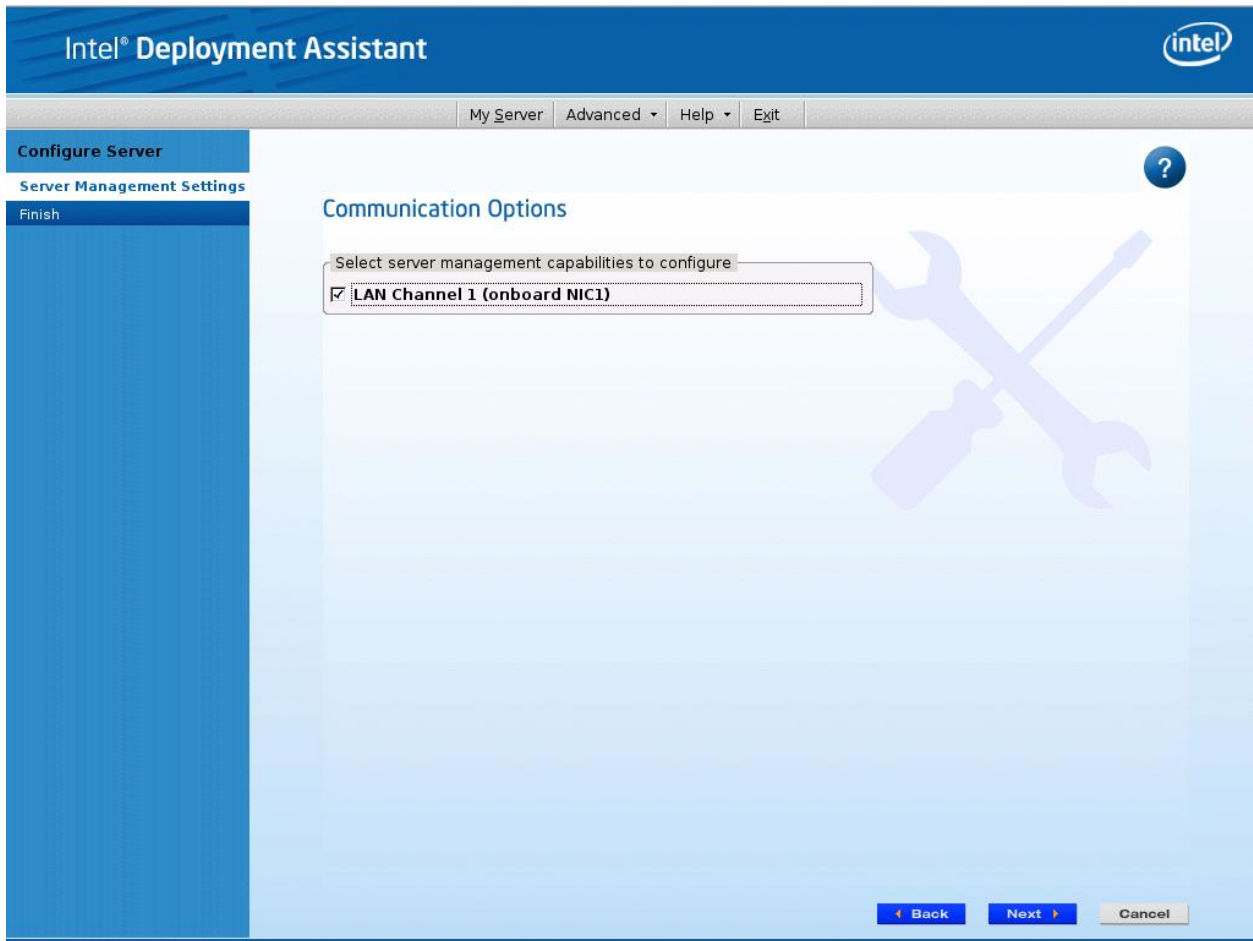 Intel® Deployment Assistant
intel
My Server Advanced Help Exit
Configure Server
Server Management Settings
Finish
?
Communication Options
Select server management capabilities to configure
LAN Channel 1 (onboard NIC1)
Back Next Cancel